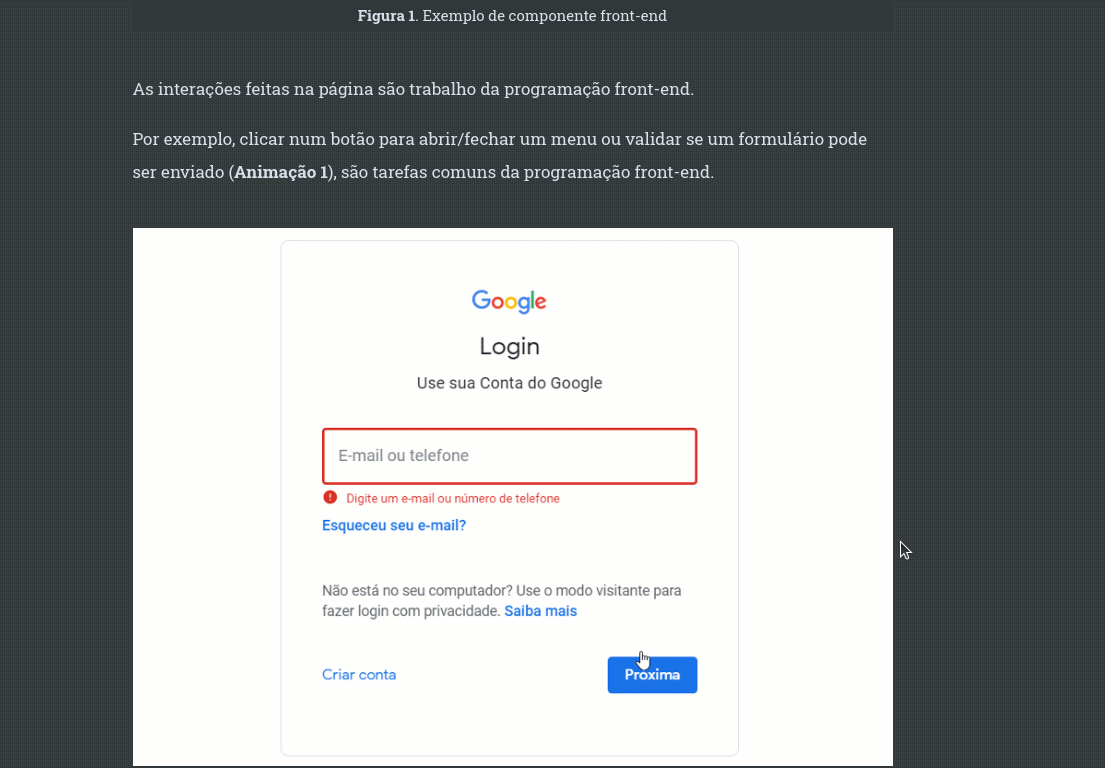 Figura 1. Exemplo de componente front-end
As interações feitas na página são trabalho da programação front-end.
Por exemplo, clicar num botão para abrir/fechar um menu ou validar se um formulário pode
ser enviado (Animação 1), são tarefas comuns da programação front-end.
Google
Login
Use sua Conta do Google
E-mail ou telefone
Digite um e-mail ou número de telefone
Esqueceu seu e-mail?
Não está no seu computador? Use o modo visitante para
fazer login com privacidade. Saiba mais
Criar conta
Próxima